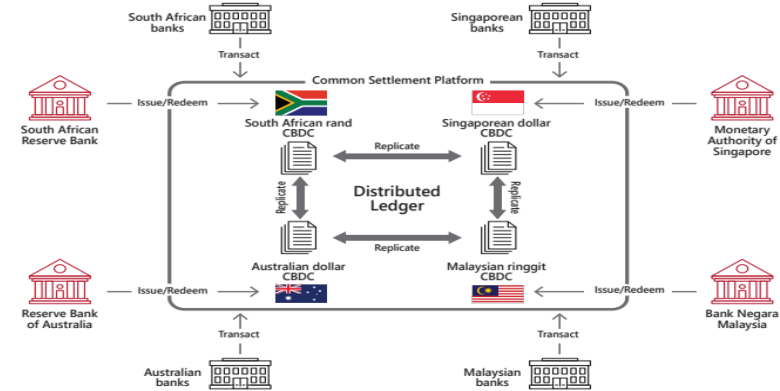 South African
banks
Singaporean
banks
Transact
Transact
Common Settlement Platform
Issue/Redeem
Issue/Redeem
South African
Reserve Bank
South African rand
CBDC
Singaporean dollar
CBDC
Monetary
Authority of
Singapore
Replicate
Replicate
Distributed
Ledger
Replicate
Replicate
Australian dollar
CBDC
Malaysian ringgit
CBDC
Issue/Redeem
Issue/Redeem
Reserve Bank
of Australia
Bank Negara
Malaysia
Transact
Transact
Australian
banks
Malaysian
banks